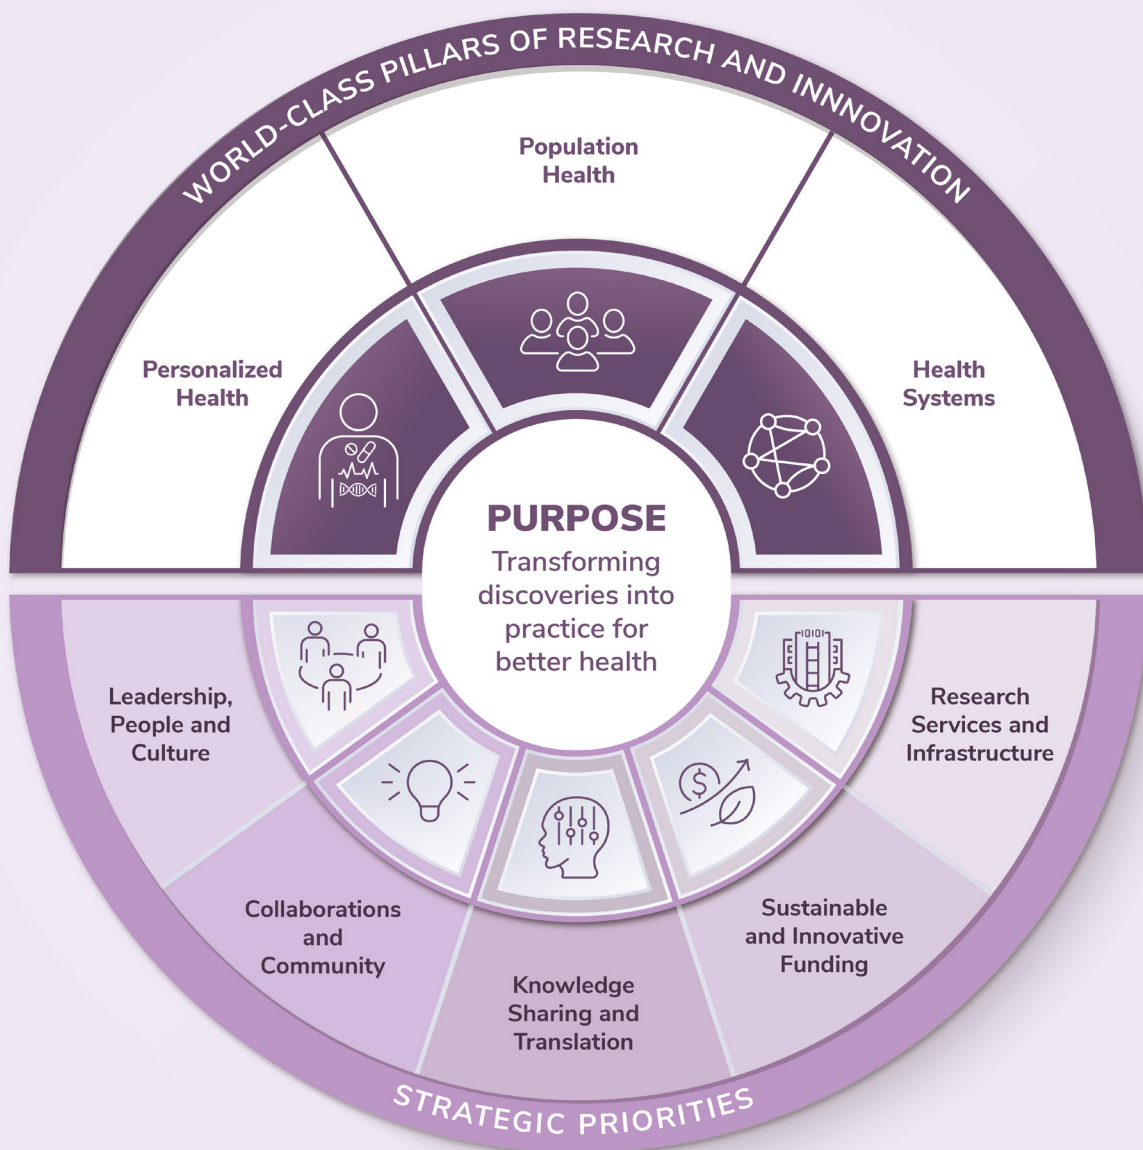 WORLD-CLASS PILLARS OF RESEARCH AND INNNOVATION
Population
Health
Personalized
Health
Health
Systems
PURPOSE
Transforming
discoveries into
practice for
better health
10101
Leadership,
People and
Culture
Research
Services and
Infrastructure
$
Collaborations
and
Community
Sustainable
and Innovative
Funding
Knowledge
Sharing and
Translation
STRATEGIC PRIORITIES